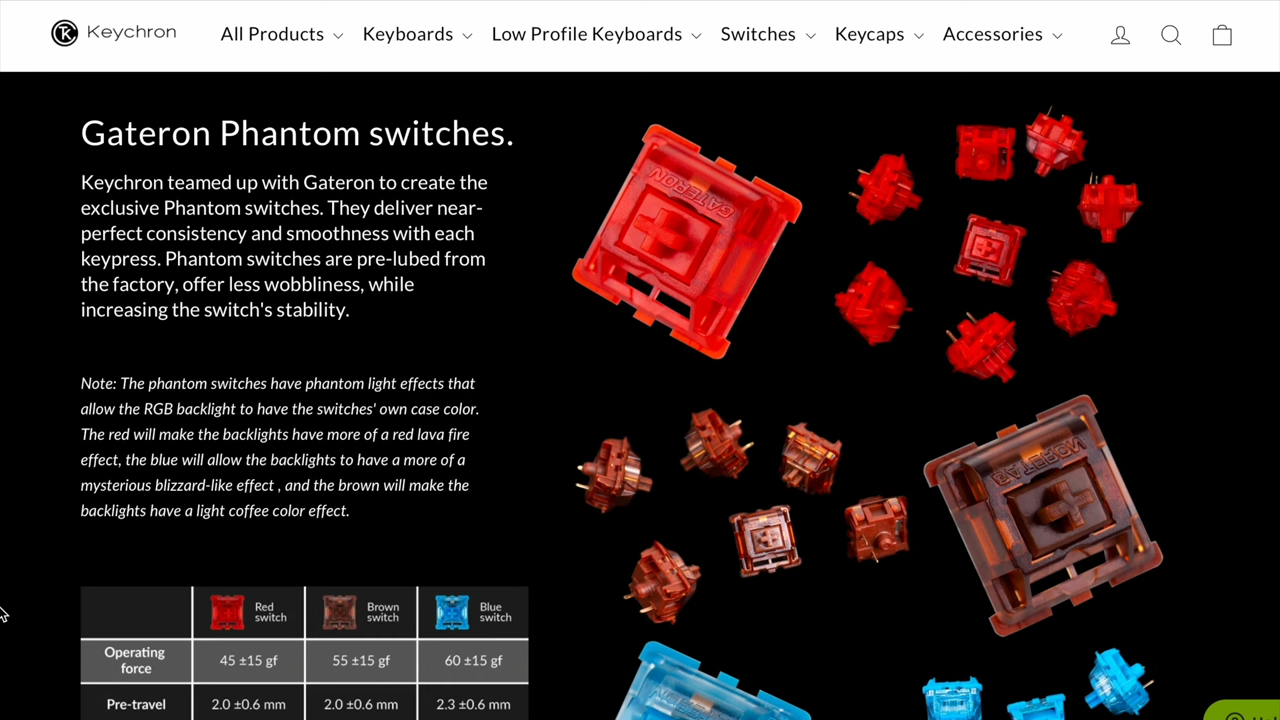 Keychron
All Products
Keyboards
Low Profile Keyboards
Switches
Keycaps
Accessories
Gateron Phantom switches.
Keychron teamed up with Gateron to create the
exclusive Phantom switches. They deliver near-
perfect consistency and smoothness with each
keypress. Phantom switches are pre-lubed from
the factory, offer less wobbliness, while
increasing the switch's stability.
Note: The phantom switches have phantom light effects that
allow the RGB backlight to have the switches' own case color.
The red will make the backlights have more of a red lava fire
effect, the blue will allow the backlights to have a more of a
mysterious blizzard-like effect , and the brown will make the
backlights have a light coffee color effect.
Red
switch
Brown
switch
Blue
switch
Operating
force
45 ±15 gf
55 ±15 gf
60 ±15 gf
Pre-travel
2.0 ±0.6 mm
2.0 ±0.6 mm
2.3 ±0.6 mm
GATERON
GATERON